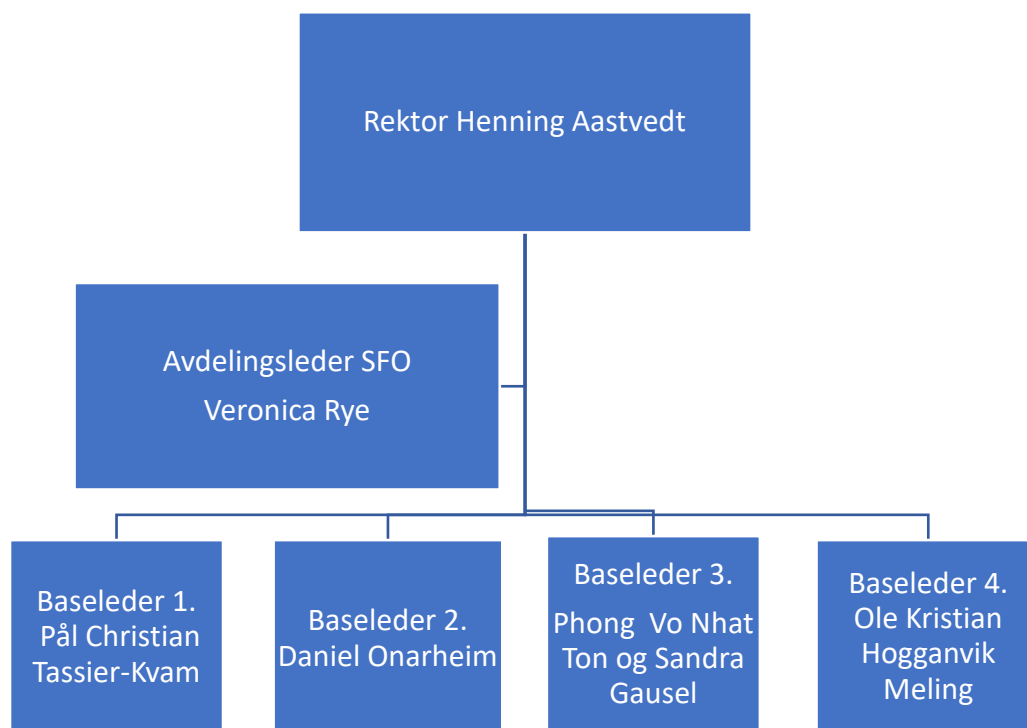 Rektor Henning Aastvedt
Avdelingsleder SFO
Veronica Rye
Baseleder 1.
Pål Christian
Tassier-Kvam
Baseleder 2.
Daniel Onarheim
Baseleder 3.
Phong  Vo Nhat
Ton og Sandra
Gausel
Baseleder 4.
Ole Kristian
Hogganvik
Meling